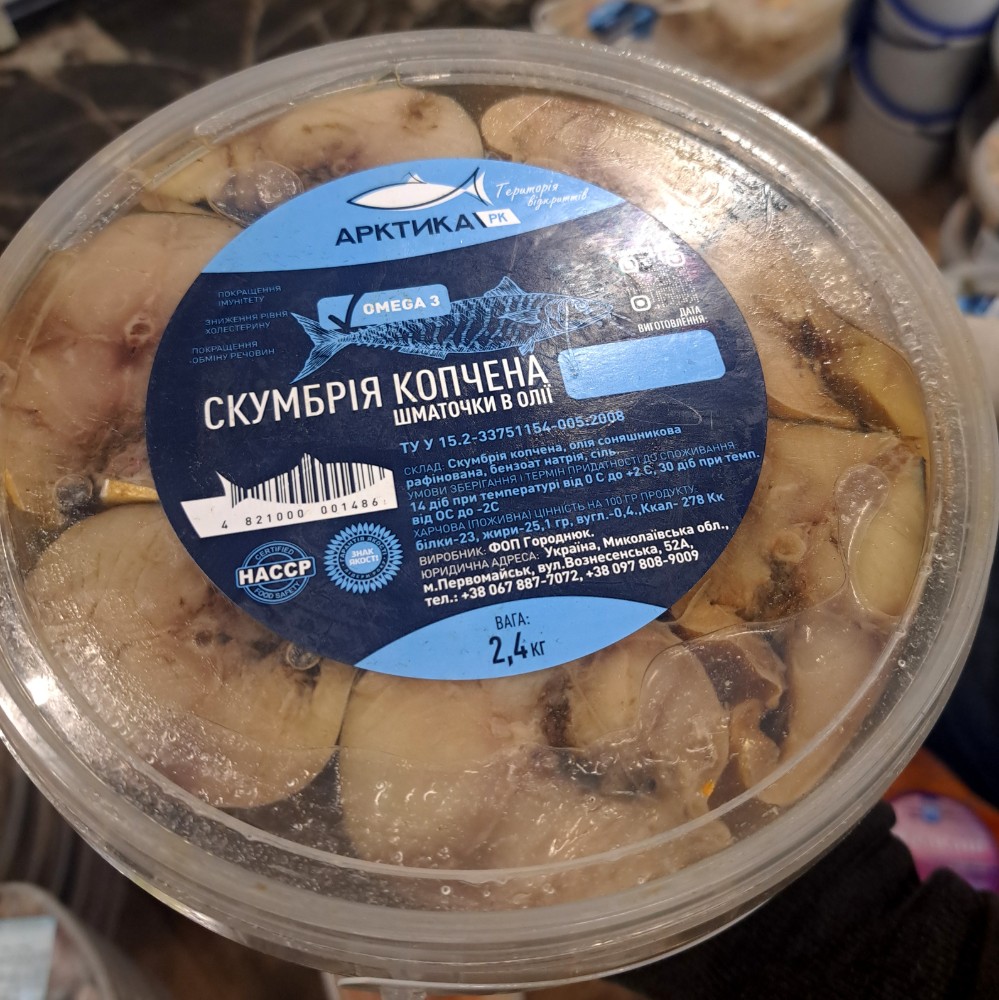 Територія
відкриттів
АРКТИКА РК
ПОКРАЩЕННЯ
ІМУНІТЕТУ
ЗНИЖЕННЯ РІВНЯ
ХОЛЕСТЕРИНУ
ПОКРАЩЕННЯ
ОБМІНУ РЕЧОВИН
OMEGA 3
ДАТА
ВИГОТОВЛЕННЯ:
СКУМБРІЯ КОПЧЕНА
ШМАТОЧКИ В ОЛІЇ
ТУ У 15.2-33751154-005:2008
СКЛАД: Скумбрія копчена, олія соняшникова
рафінована, бензоат натрія, сіль.
УМОВИ ЗБЕРІГАННЯ І ТЕРМІН ПРИДАТНОСТІ ДО СПОЖИВАННЯ
14 діб при температурі від 0 С до +2 С, 30 діб при темп.
від 0С до -2С
ХАРЧОВА (ПОЖИВНА) ЦІННІСТЬ НА 100 ГР ПРОДУКТУ
білки-23, жири-25,1 гр, вугл.-0,4.,Ккал- 278 Кк
ВИРОБНИК: ФОП Городнюк.
ЮРИДИЧНА АДРЕСА: Україна, Миколаївська обл.,
м.Первомайськ, вул.Вознесенська, 52А,
тел.: +38 067 887-7072, +38 097 808-9009
4 821000 001486
CERTIFIED
HACCP
FOOD SAFETY
ЗНАК
ЯКОСТІ
ВАГА:
2,4 кг